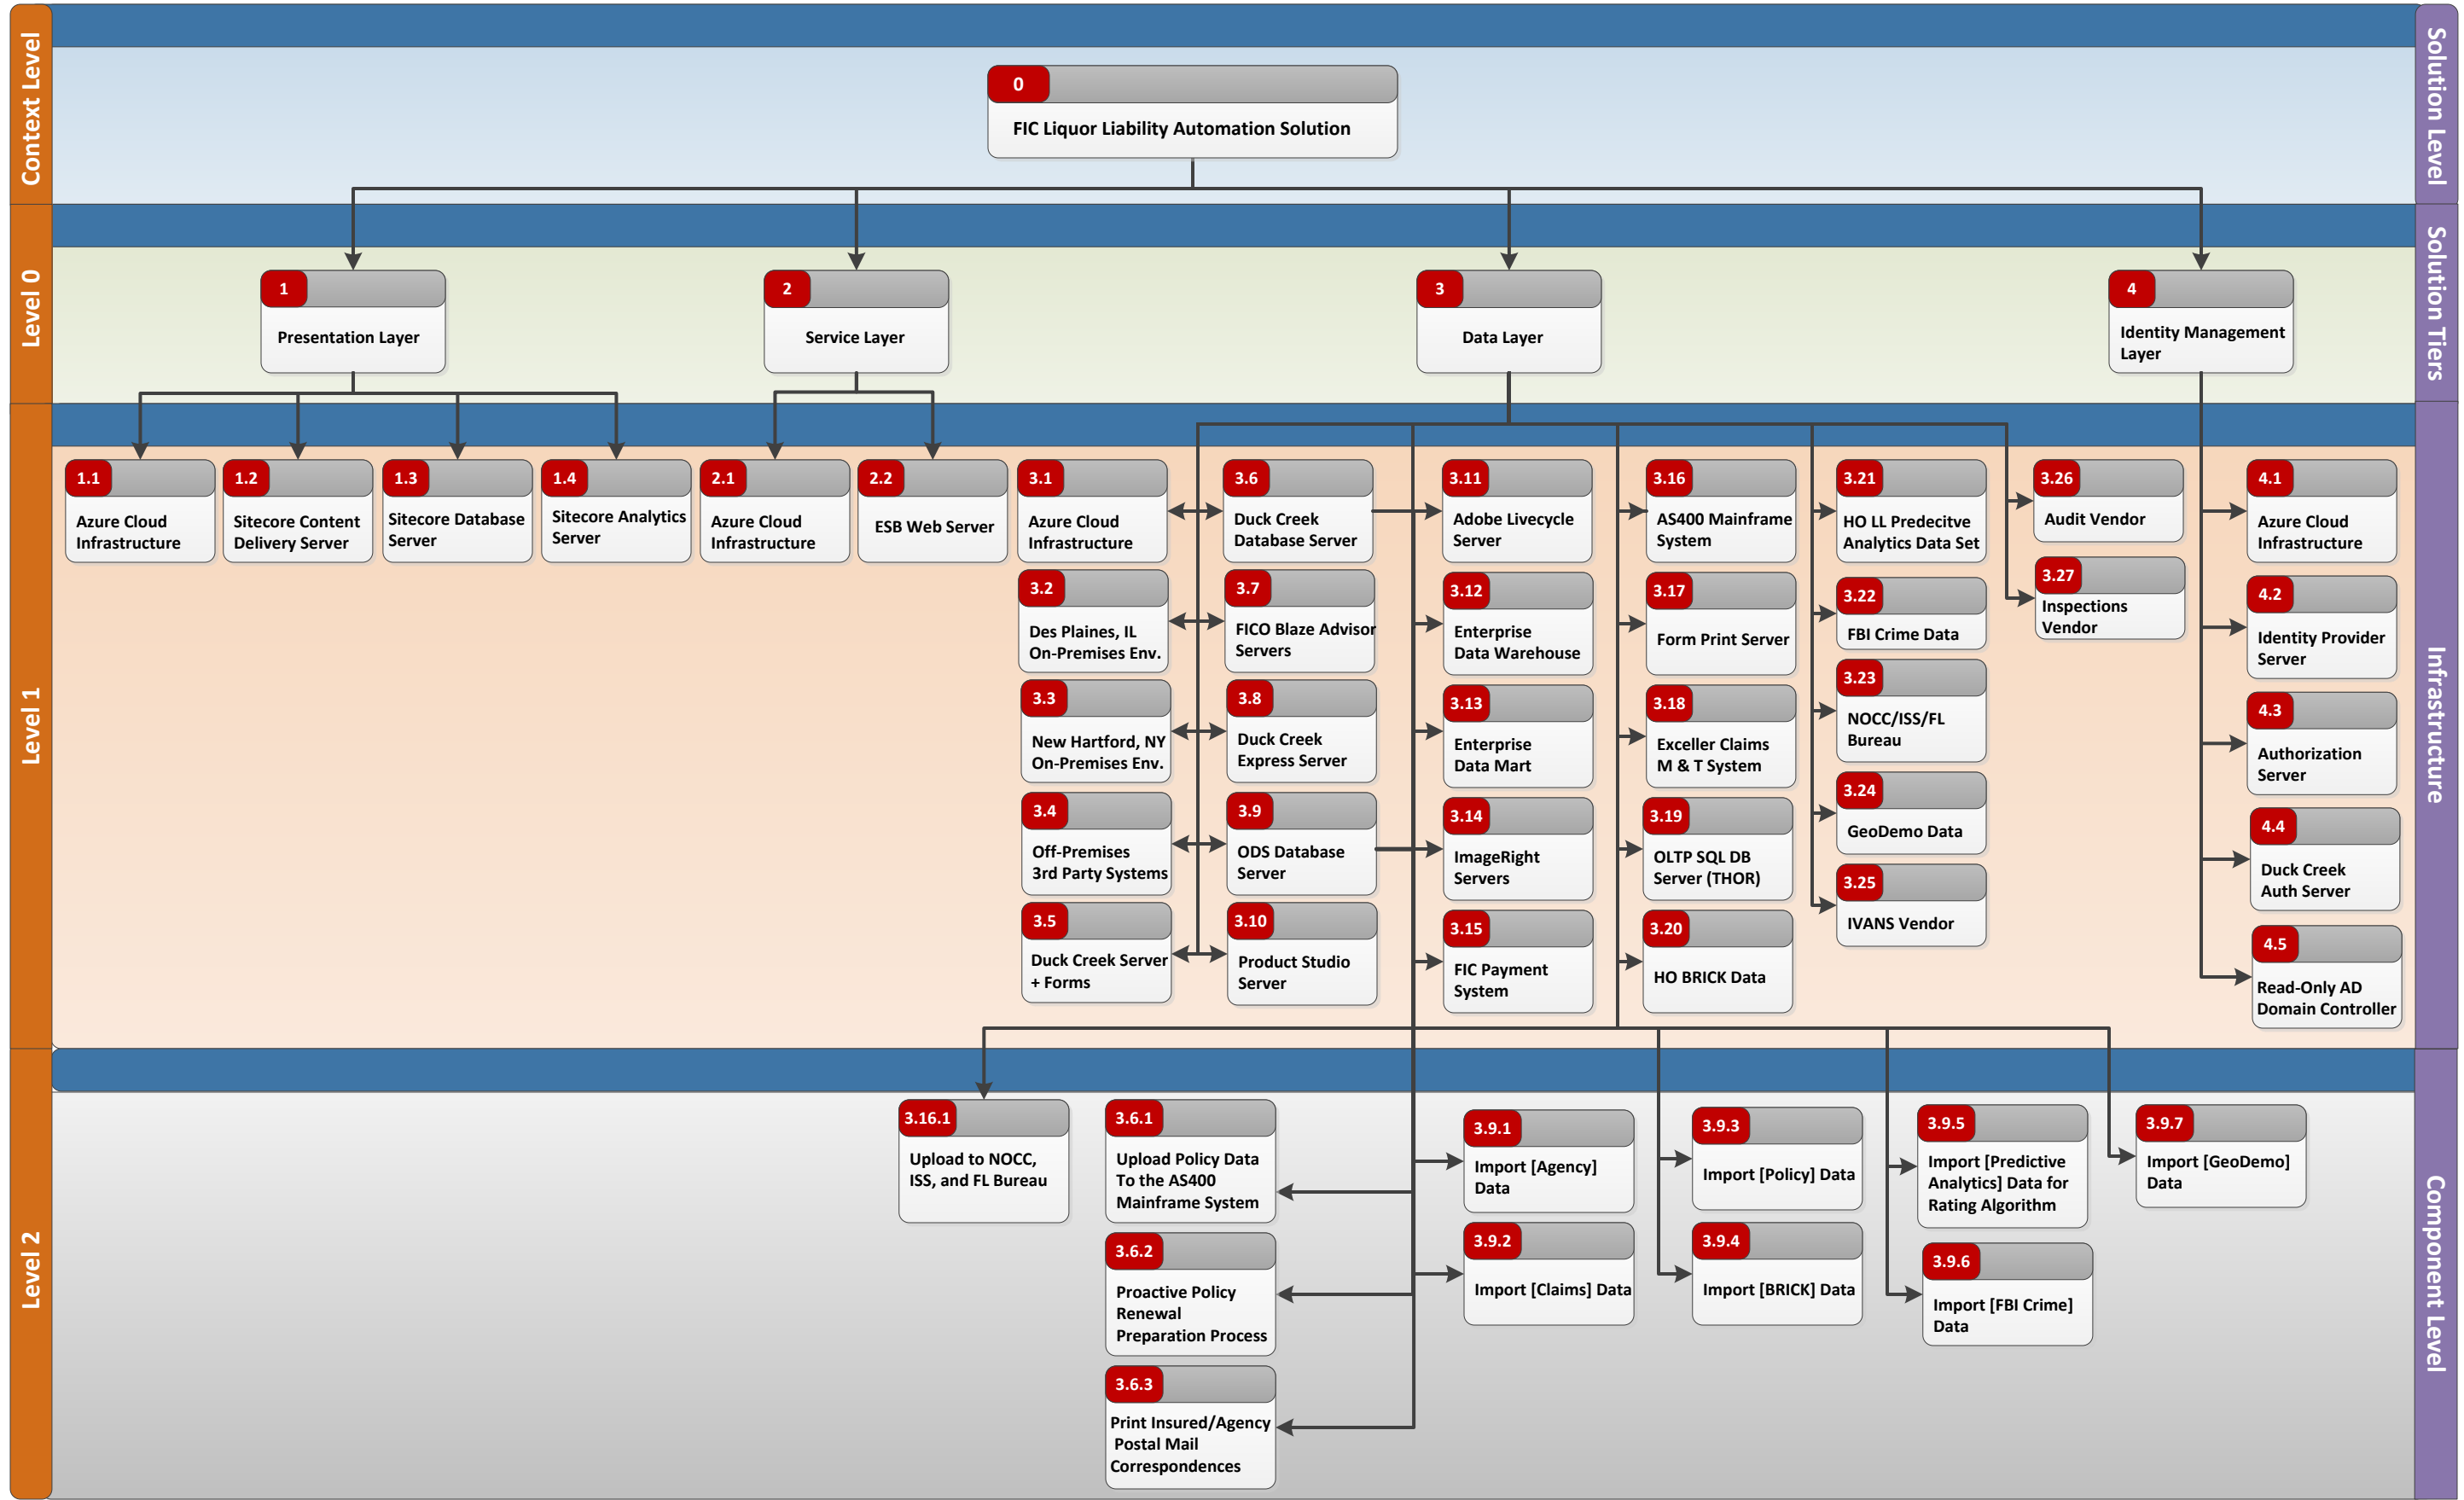 Context Level
Solution Level
0
FIC Liquor Liability Automation Solution
Level 0
Solution Tiers
1
Presentation Layer
2
Service Layer
3
Data Layer
4
Identity Management
Layer
Level 1
Infrastructure
1.1
Azure Cloud
Infrastructure
1.2
Sitecore Content
Delivery Server
1.3
Sitecore Database
Server
1.4
Sitecore Analytics
Server
2.1
Azure Cloud
Infrastructure
2.2
ESB Web Server
3.1
Azure Cloud
Infrastructure
3.2
Des Plaines, IL
On-Premises Env.
3.3
New Hartford, NY
On-Premises Env.
3.4
Off-Premises
3rd Party Systems
3.5
Duck Creek Server
+ Forms
3.6
Duck Creek
Database Server
3.7
FICO Blaze Advisor
Servers
3.8
Duck Creek
Express Server
3.9
ODS Database
Server
3.10
Product Studio
Server
3.11
Adobe Livecycle
Server
3.12
Enterprise
Data Warehouse
3.13
Enterprise
Data Mart
3.14
ImageRight
Servers
3.15
FIC Payment
System
3.16
AS400 Mainframe
System
3.17
Form Print Server
3.18
Exceller Claims
M & T System
3.19
OLTP SQL DB
Server (THOR)
3.20
HO BRICK Data
3.21
HO LL Predecitve
Analytics Data Set
3.22
FBI Crime Data
3.23
NOCC/ISS/FL
Bureau
3.24
GeoDemo Data
3.25
IVANS Vendor
3.26
Audit Vendor
3.27
Inspections
Vendor
4.1
Azure Cloud
Infrastructure
4.2
Identity Provider
Server
4.3
Authorization
Server
4.4
Duck Creek
Auth Server
4.5
Read-Only AD
Domain Controller
Level 2
Component Level
3.16.1
Upload to NOCC,
ISS, and FL Bureau
3.6.1
Upload Policy Data
To the AS400
Mainframe System
3.6.2
Proactive Policy
Renewal
Preparation Process
3.6.3
Print Insured/Agency
Postal Mail
Correspondences
3.9.1
Import [Agency]
Data
3.9.2
Import [Claims] Data
3.9.3
Import [Policy] Data
3.9.4
Import [BRICK] Data
3.9.5
Import [Predictive
Analytics] Data for
Rating Algorithm
3.9.6
Import [FBI Crime]
Data
3.9.7
Import [GeoDemo]
Data